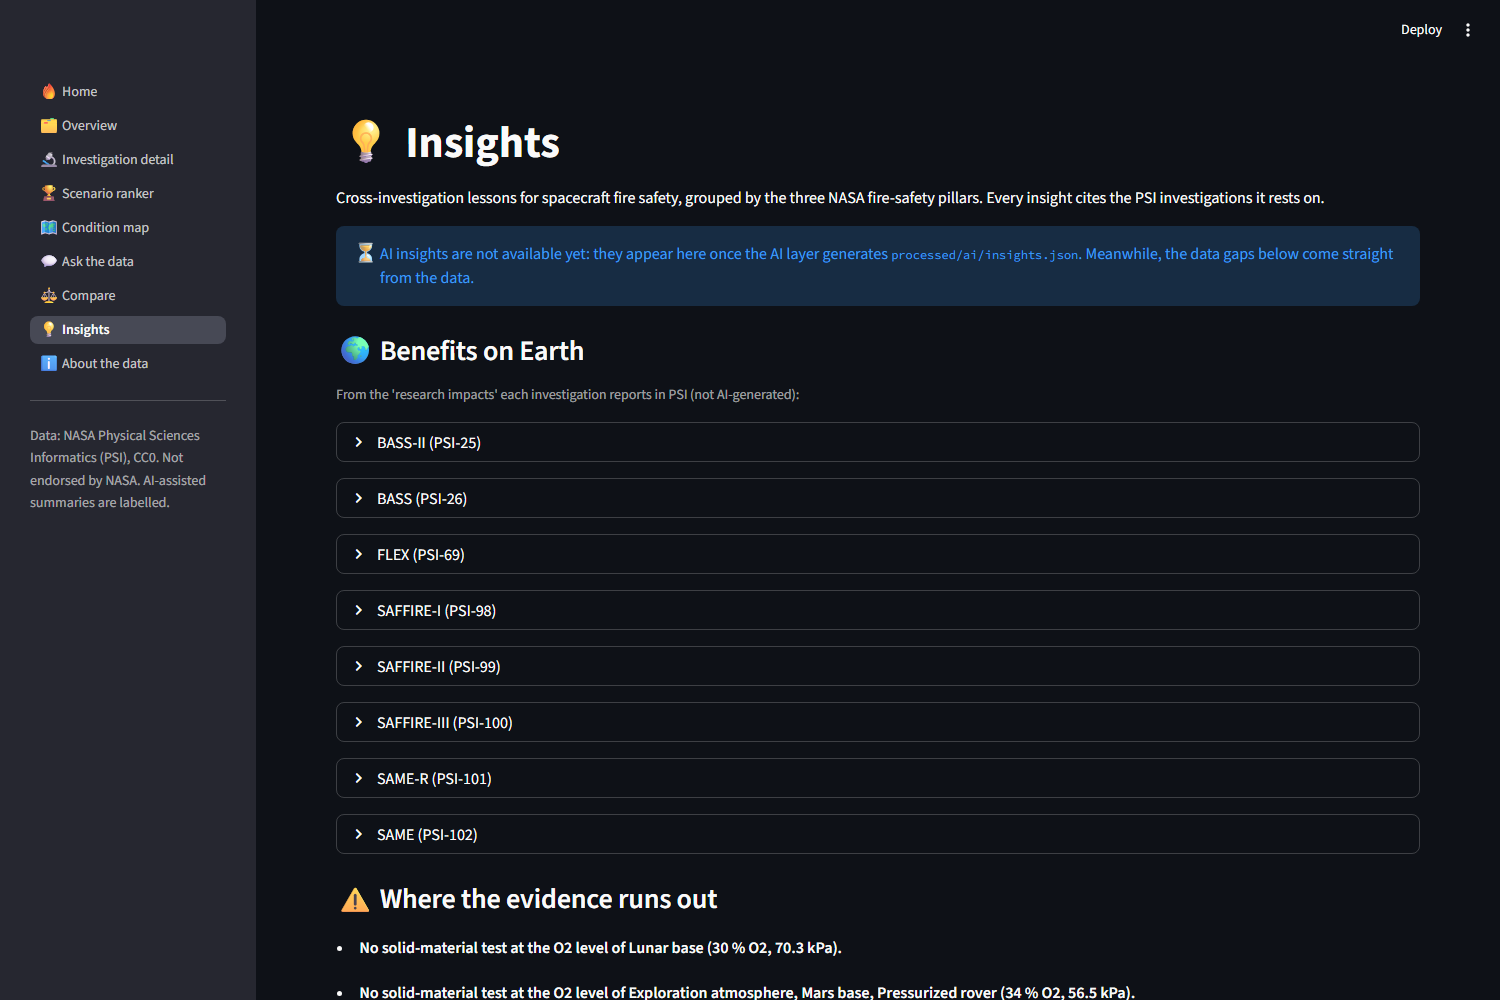 Deploy
Home
Overview
Investigation detail
Scenario ranker
Condition map
Ask the data
Compare
Insights
About the data
Data: NASA Physical Sciences
Informatics (PSI), CC0. Not
endorsed by NASA. AI-assisted
summaries are labelled.
Insights
Cross-investigation lessons for spacecraft fire safety, grouped by the three NASA fire-safety pillars. Every insight cites the PSI investigations it rests on.
AI insights are not available yet: they appear here once the AI layer generates processed/ai/insights.json. Meanwhile, the data gaps below come straight
from the data.
Benefits on Earth
From the 'research impacts' each investigation reports in PSI (not AI-generated):
BASS-II (PSI-25)
BASS (PSI-26)
FLEX (PSI-69)
SAFFIRE-I (PSI-98)
SAFFIRE-II (PSI-99)
SAFFIRE-III (PSI-100)
SAME-R (PSI-101)
SAME (PSI-102)
Where the evidence runs out
• No solid-material test at the O2 level of Lunar base (30 % O2, 70.3 kPa).
• No solid-material test at the O2 level of Exploration atmosphere, Mars base, Pressurized rover (34 % O2, 56.5 kPa).